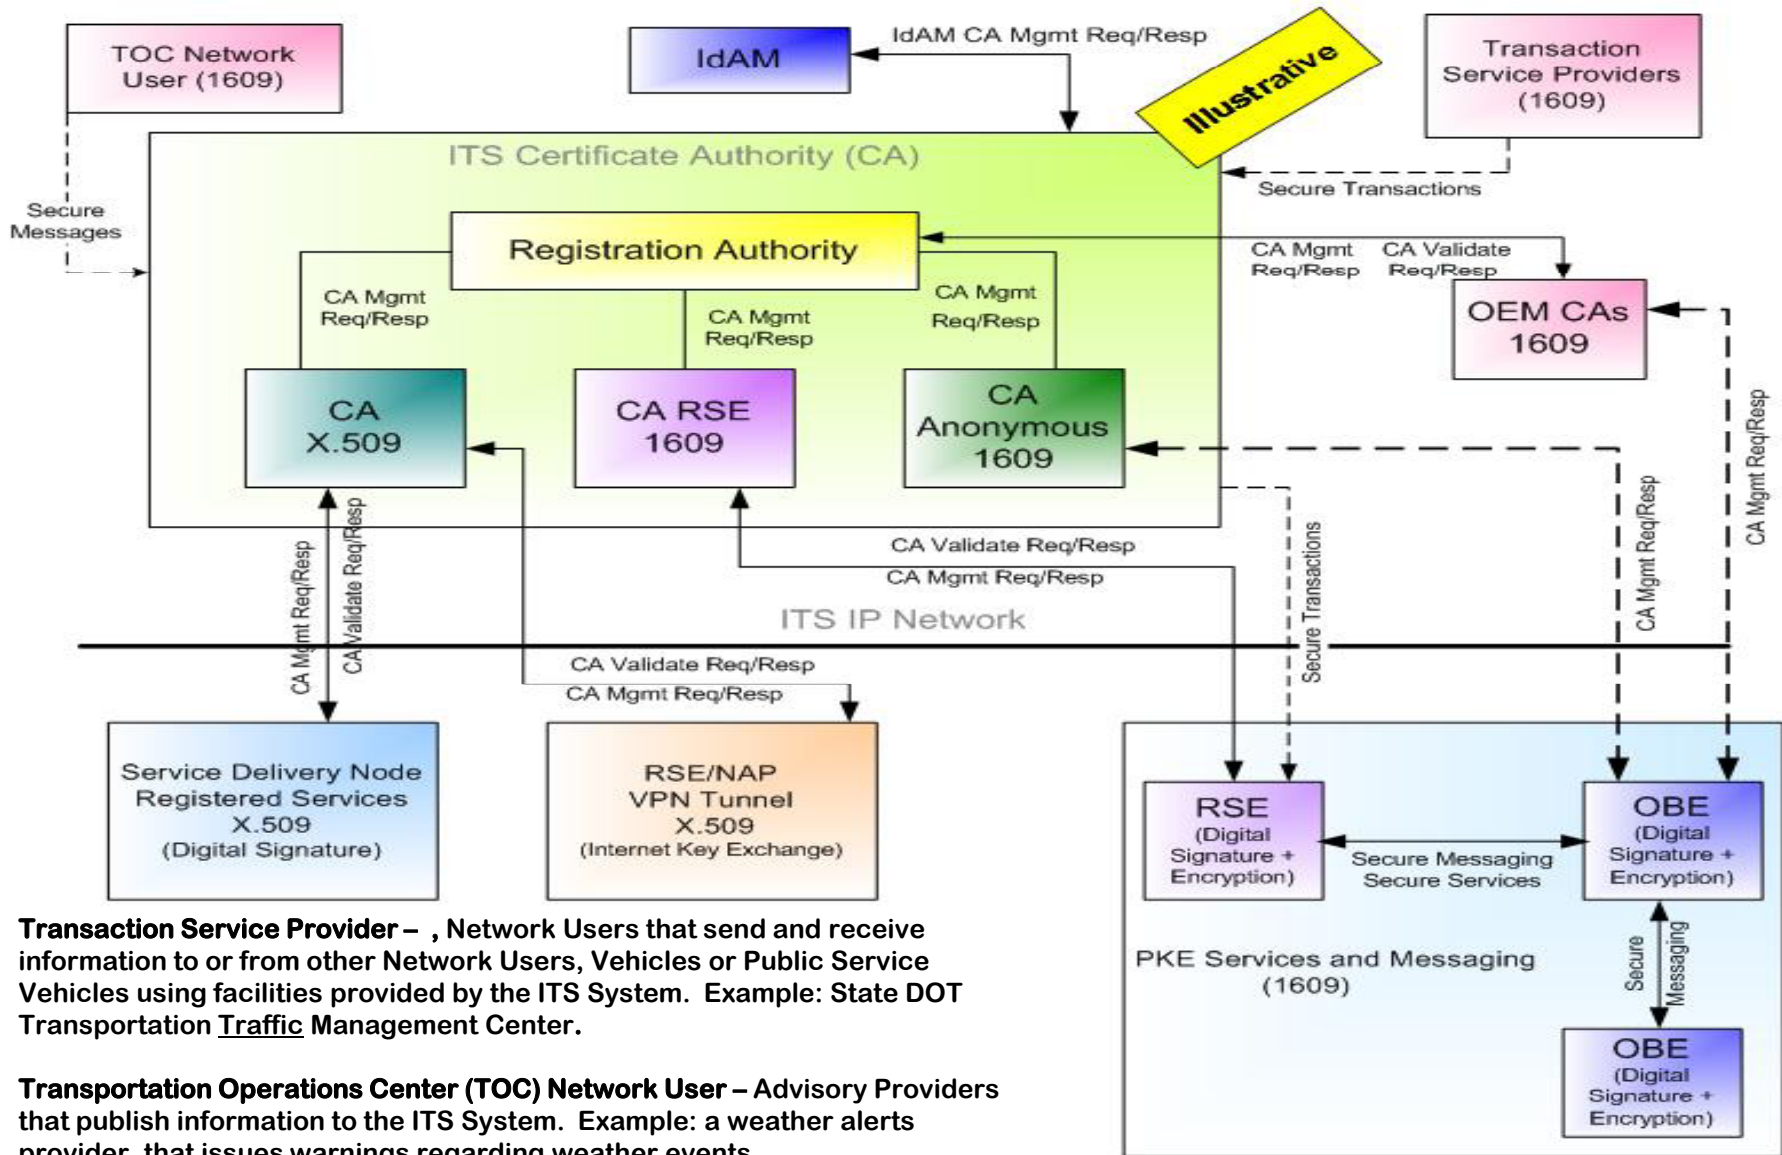 TOC Network
User (1609)
IdAM
IdAM CA Mgmt Req/Resp
Illustrative
Transaction
Service Providers
(1609)
Secure
Messages
ITS Certificate Authority (CA)
Secure Transactions
Registration Authority
CA Mgmt
Req/Resp
CA Validate
Req/Resp
CA Mgmt
Req/Resp
CA Mgmt
Req/Resp
CA Mgmt
Req/Resp
OEM CAs
1609
CA
X.509
CA RSE
1609
CA
Anonymous
1609
CA Mgmt Req/Resp
CA Validate Req/Resp
CA Validate Req/Resp
CA Mgmt Req/Resp
Secure Transactions
CA Mgmt Req/Resp
CA Mgmt Req/Resp
ITS IP Network
CA Validate Req/Resp
CA Mgmt Req/Resp
Service Delivery Node
Registered Services
X.509
(Digital Signature)
RSE/NAP
VPN Tunnel
X.509
(Internet Key Exchange)
RSE
(Digital
Signature +
Encryption)
Secure Messaging
Secure Services
OBE
(Digital
Signature +
Encryption)
PKE Services and Messaging
(1609)
Secure
Messaging
OBE
(Digital
Signature +
Encryption)
Transaction Service Provider – , Network Users that send and receive
information to or from other Network Users, Vehicles or Public Service
Vehicles using facilities provided by the ITS System. Example: State DOT
Transportation Traffic Management Center.
Transportation Operations Center (TOC) Network User – Advisory Providers
that publish information to the ITS System. Example: a weather alerts
provider, that issues warnings regarding weather events